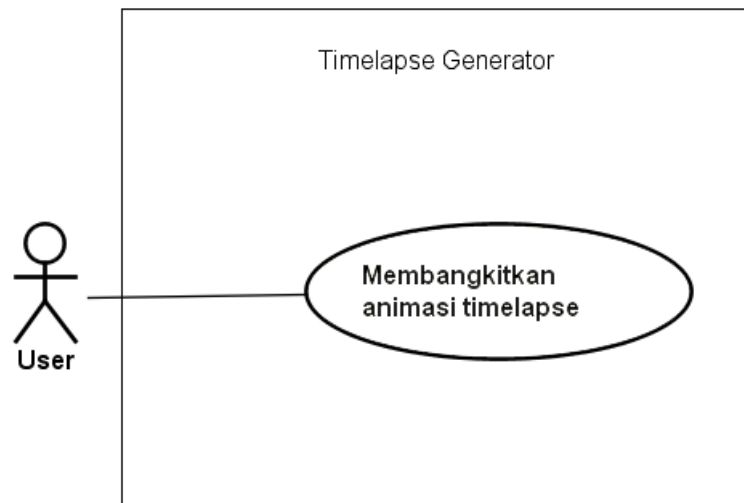 Timelapse Generator
Membangkitkan
animasi timelapse
User